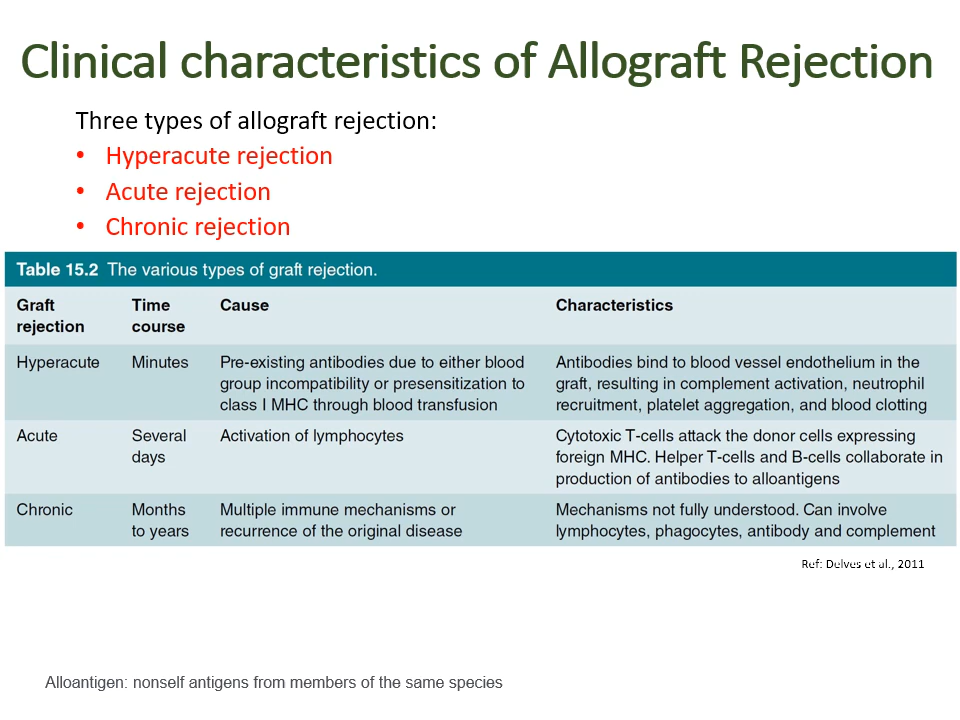 Clinical characteristics of Allograft Rejection
Three types of allograft rejection:
• Hyperacute rejection
• Acute rejection
• Chronic rejection
Table 15.2 The various types of graft rejection.
Graft rejection Time course Cause Characteristics
Hyperacute Minutes Pre-existing antibodies due to either blood group incompatibility or presensitization to class I MHC through blood transfusion Antibodies bind to blood vessel endothelium in the graft, resulting in complement activation, neutrophil recruitment, platelet aggregation, and blood clotting
Acute Several days Activation of lymphocytes Cytotoxic T-cells attack the donor cells expressing foreign MHC. Helper T-cells and B-cells collaborate in production of antibodies to alloantigens
Chronic Months to years Multiple immune mechanisms or recurrence of the original disease Mechanisms not fully understood. Can involve lymphocytes, phagocytes, antibody and complement
Ref: Delves et al., 2011
Alloantigen: nonself antigens from members of the same species